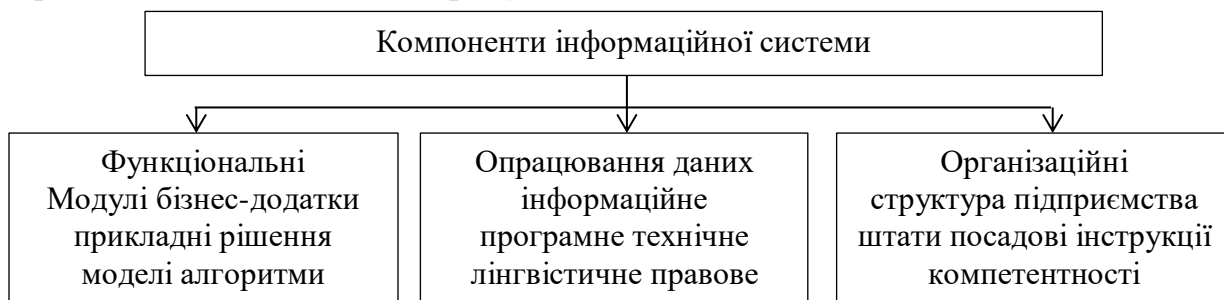 Компоненти інформаційної системи
Функціональні
Модулі бізнес-додатки
прикладні рішення
моделі алгоритми
Опрацювання даних
інформаційне
програмне технічне
лінгвістичне правове
Організаційні
структура підприємства
штати посадові інструкції
компетентності